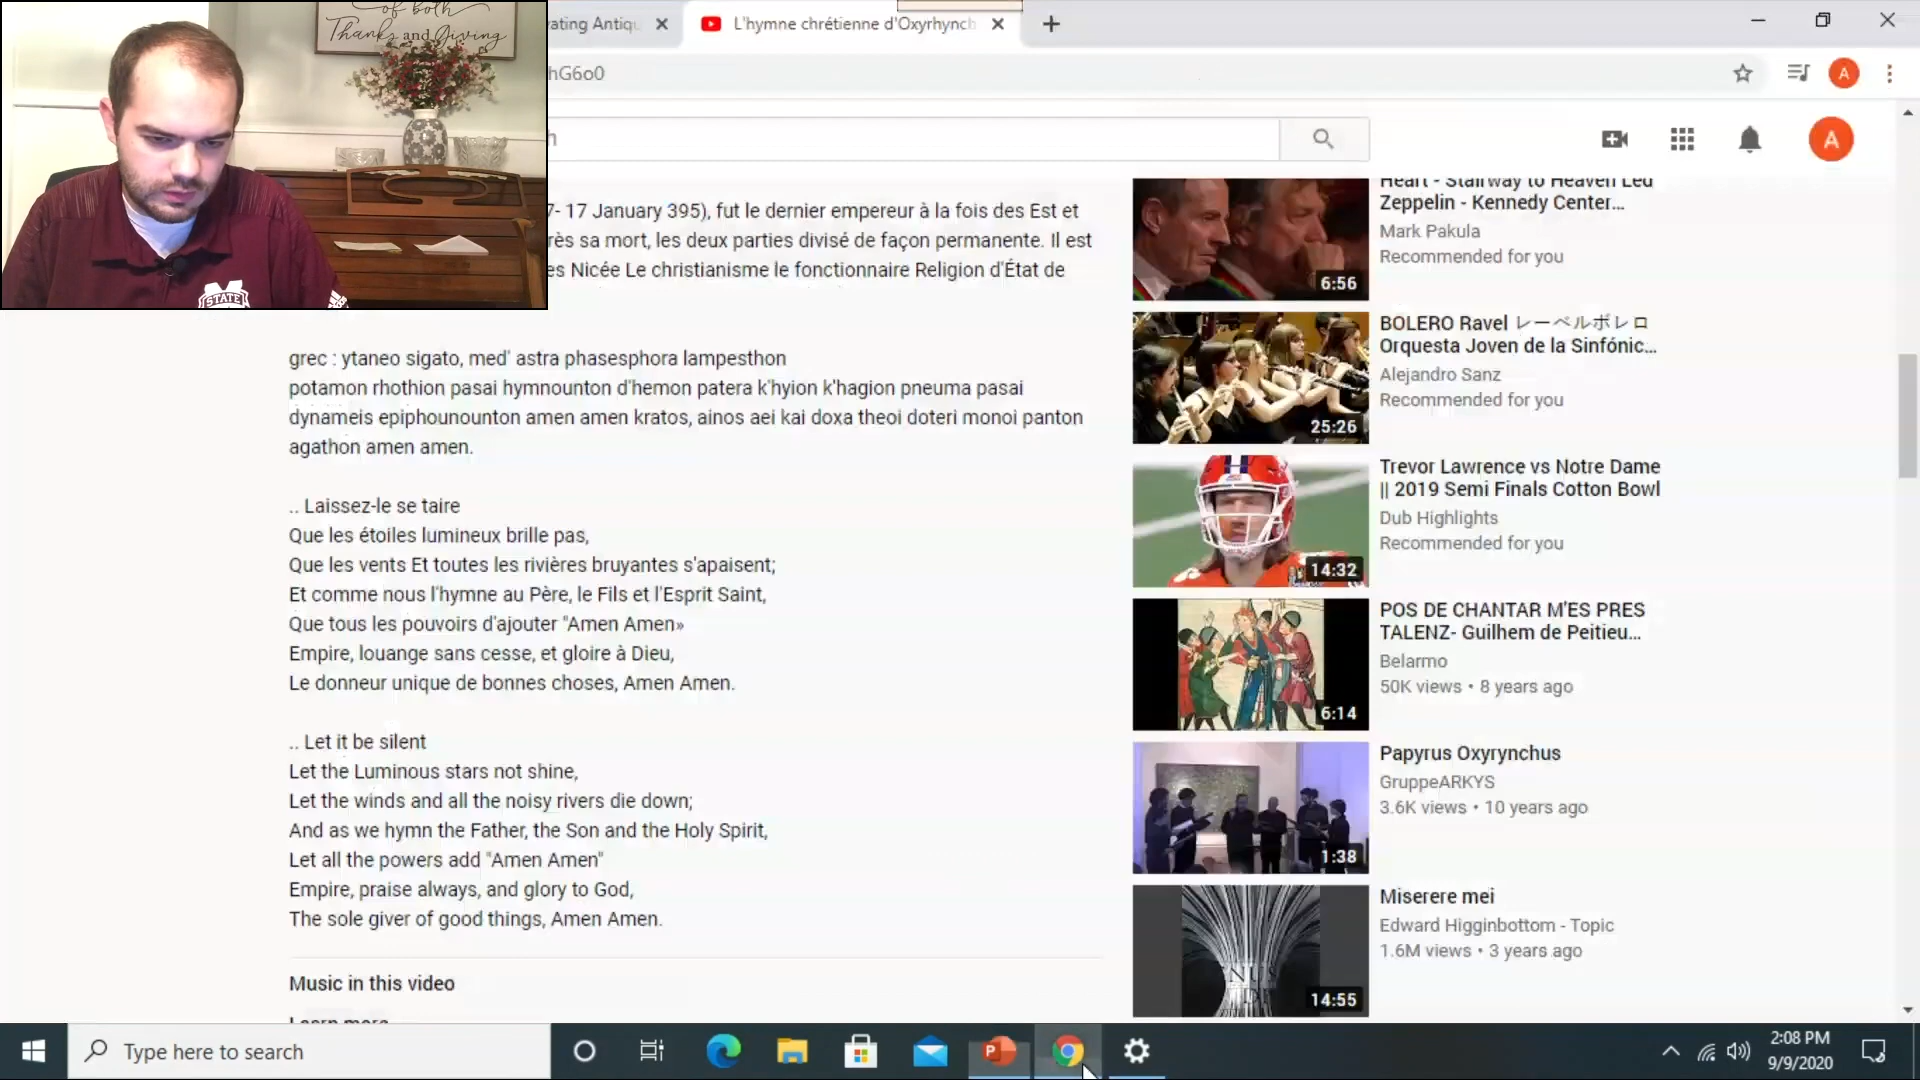 of both
Thanks and Giving
STATE
vating Antiqu
L'hymne chrétienne d'Oxyrhynch
hG6o0
h
A
A
7- 17 January 395), fut le dernier empereur à la fois des Est et
rès sa mort, les deux parties divisé de façon permanente. Il est
es Nicée Le christianisme le fonctionnaire Religion d'État de
grec : ytaneo sigato, med' astra phasesphora lampesthon
potamon rhothion pasai hymnounton d'hemon patera k'hyion k'hagion pneuma pasai
dynameis epiphounounton amen amen kratos, ainos aei kai doxa theoi doteri monoi panton
agathon amen amen.
.. Laissez-le se taire
Que les étoiles lumineux brille pas,
Que les vents Et toutes les rivières bruyantes s'apaisent;
Et comme nous l'hymne au Père, le Fils et l'Esprit Saint,
Que tous les pouvoirs d'ajouter "Amen Amen»
Empire, louange sans cesse, et gloire à Dieu,
Le donneur unique de bonnes choses, Amen Amen.
.. Let it be silent
Let the Luminous stars not shine,
Let the winds and all the noisy rivers die down;
And as we hymn the Father, the Son and the Holy Spirit,
Let all the powers add "Amen Amen"
Empire, praise always, and glory to God,
The sole giver of good things, Amen Amen.
Music in this video
Learn more
Heart - Stairway to Heaven Led
Zeppelin - Kennedy Center...
Mark Pakula
Recommended for you
6:56
BOLERO Ravel レーベルボレロ
Orquesta Joven de la Sinfónic...
Alejandro Sanz
Recommended for you
25:26
Trevor Lawrence vs Notre Dame
|| 2019 Semi Finals Cotton Bowl
Dub Highlights
Recommended for you
14:32
POS DE CHANTAR M'ES PRES
TALENZ- Guilhem de Peitieu...
Belarmo
50K views • 8 years ago
6:14
Papyrus Oxyrynchus
GruppeARKYS
3.6K views • 10 years ago
1:38
Miserere mei
Edward Higginbottom - Topic
1.6M views • 3 years ago
14:55
Type here to search
2:08 PM
9/9/2020